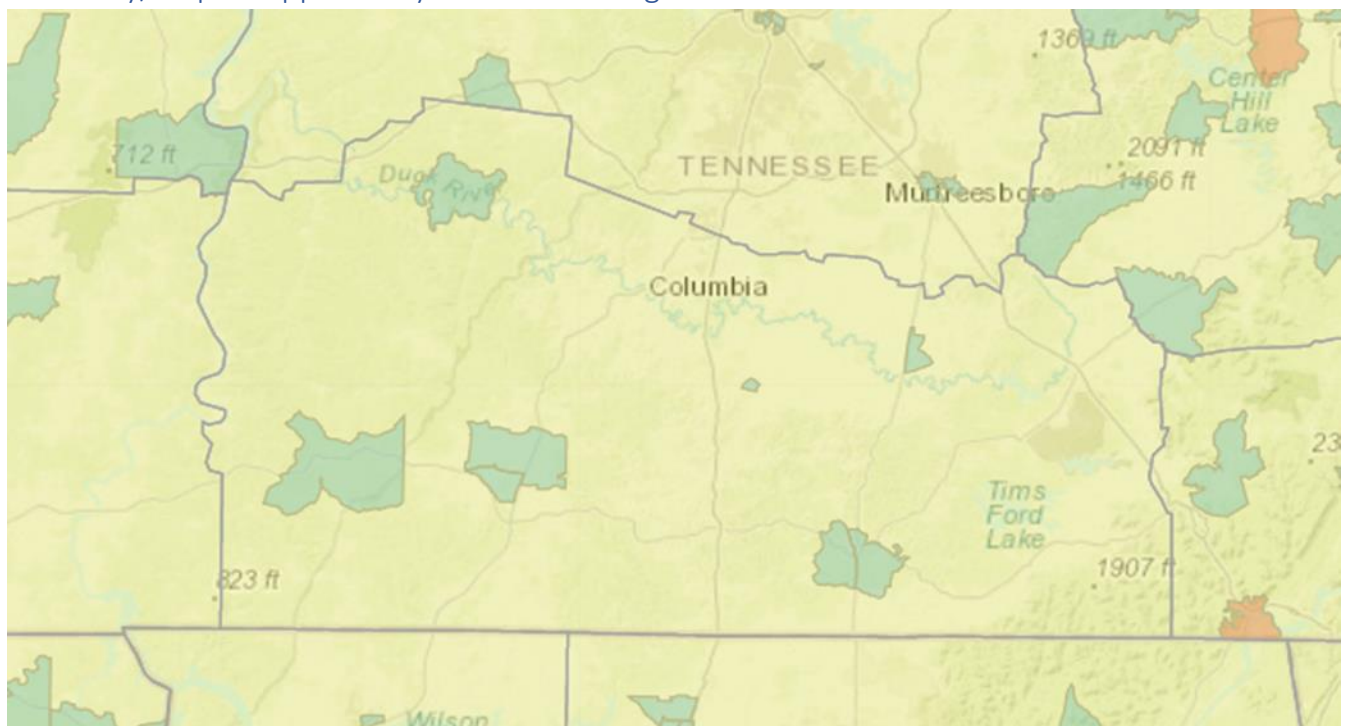 1369 ft
Center
Hill
Lake
712 ft
2091 ft
Duck River
TENNESSEE
1466 ft
Murfreesboro
Columbia
23
Tims
Ford
Lake
823 ft
1907 ft
Wilson